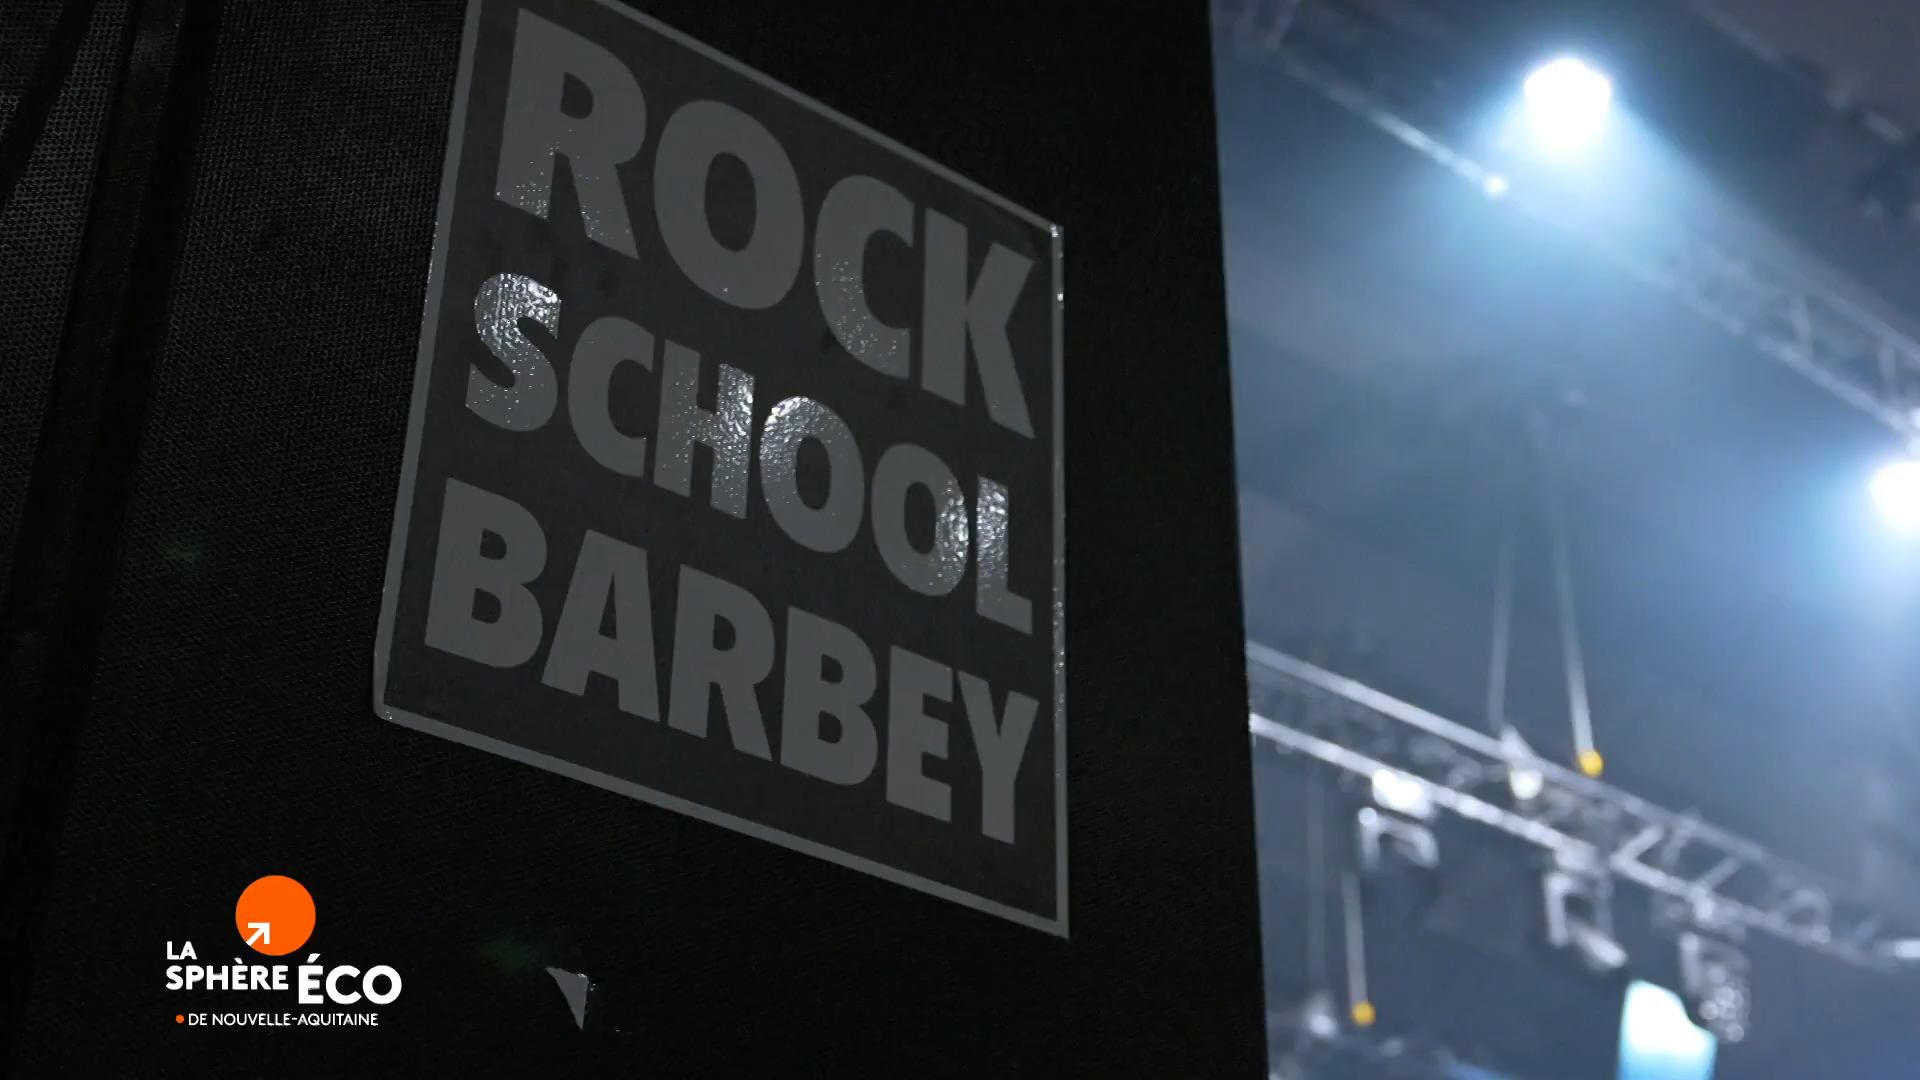 ROCK
SCHOOL
BARBEY
LA
SPHÈRE ÉCO
DE NOUVELLE-AQUITAINE